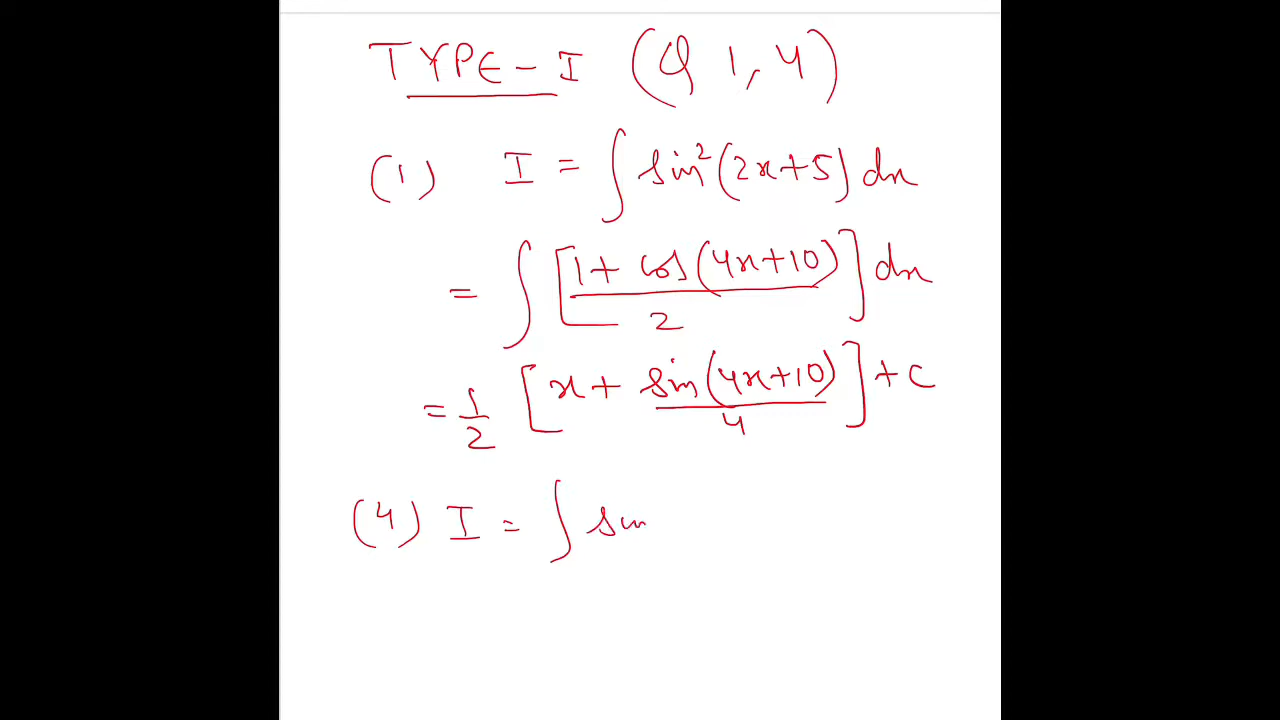 TYPE-I (Q 1,4)
(1) I = ∫ sin²(2x+5) dx
= ∫ [1 + cos(4x+10) / 2] dx
= 1/2 [x + sin(4x+10) / 4] + c
(4) I = ∫ sin